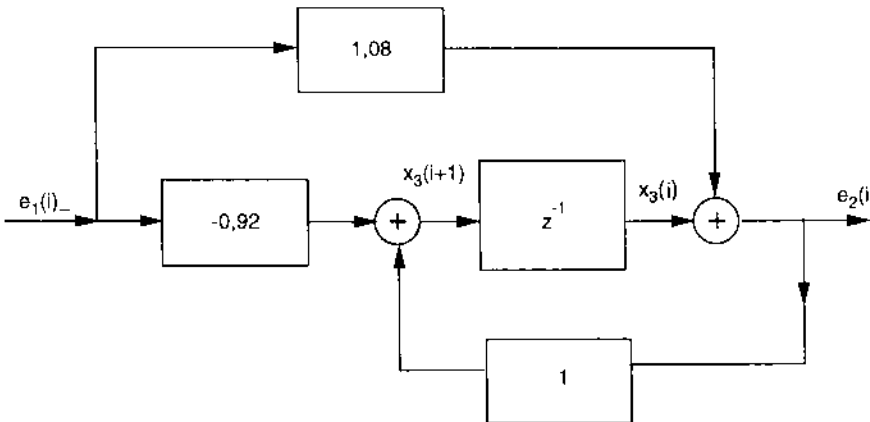 1,08
x₃(i+1)
x₃(i)
e₁(i)
e₂(i
-0,92
+
z⁻¹
+
1